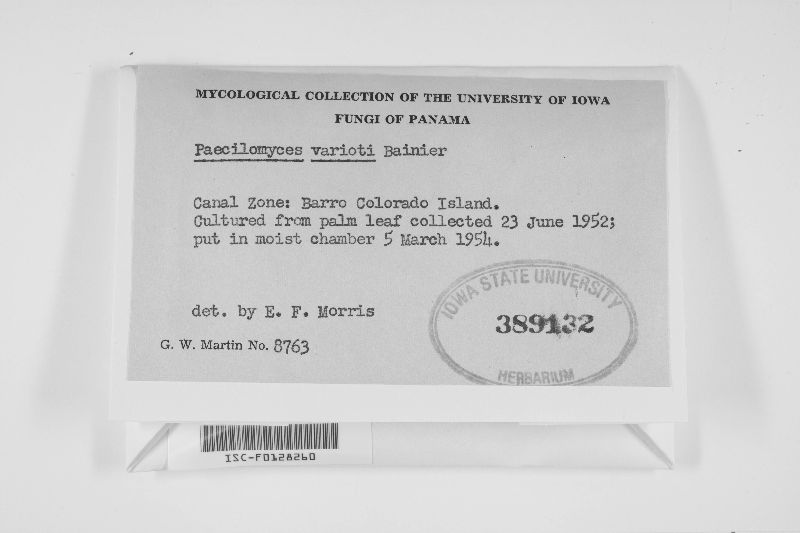 MYCOLOGICAL COLLECTION OF THE UNIVERSITY OF IOWA
FUNGI OF PANAMA
Paecilomyces varioti Bainier
Canal Zone: Barro Colorado Island.
Cultured from palm leaf collected 23 June 1952;
put in moist chamber 5 March 1954.
det. by E. F. Morris
G. W. Martin No. 8763
IOWA STATE UNIVERSITY
389132
HERBARIUM
ISC-F0128260